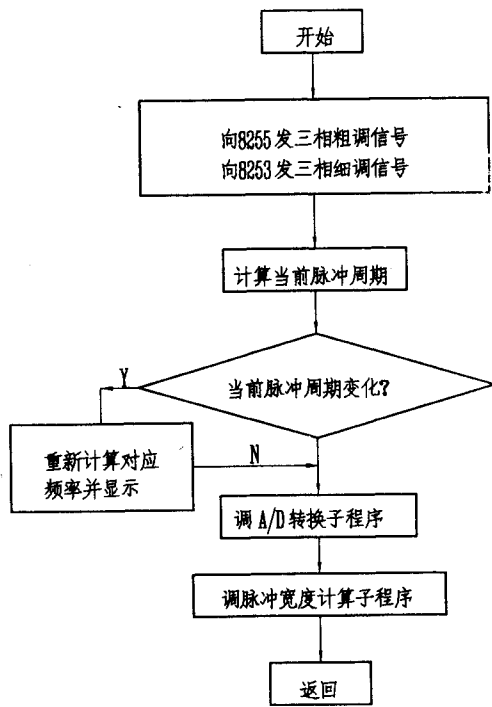 开始
向8255发三相粗调信号
向8253发三相细调信号
计算当前脉冲周期
当前脉冲周期变化?
Y
重新计算对应
频率并显示
N
调A/D转换子程序
调脉冲宽度计算子程序
返回